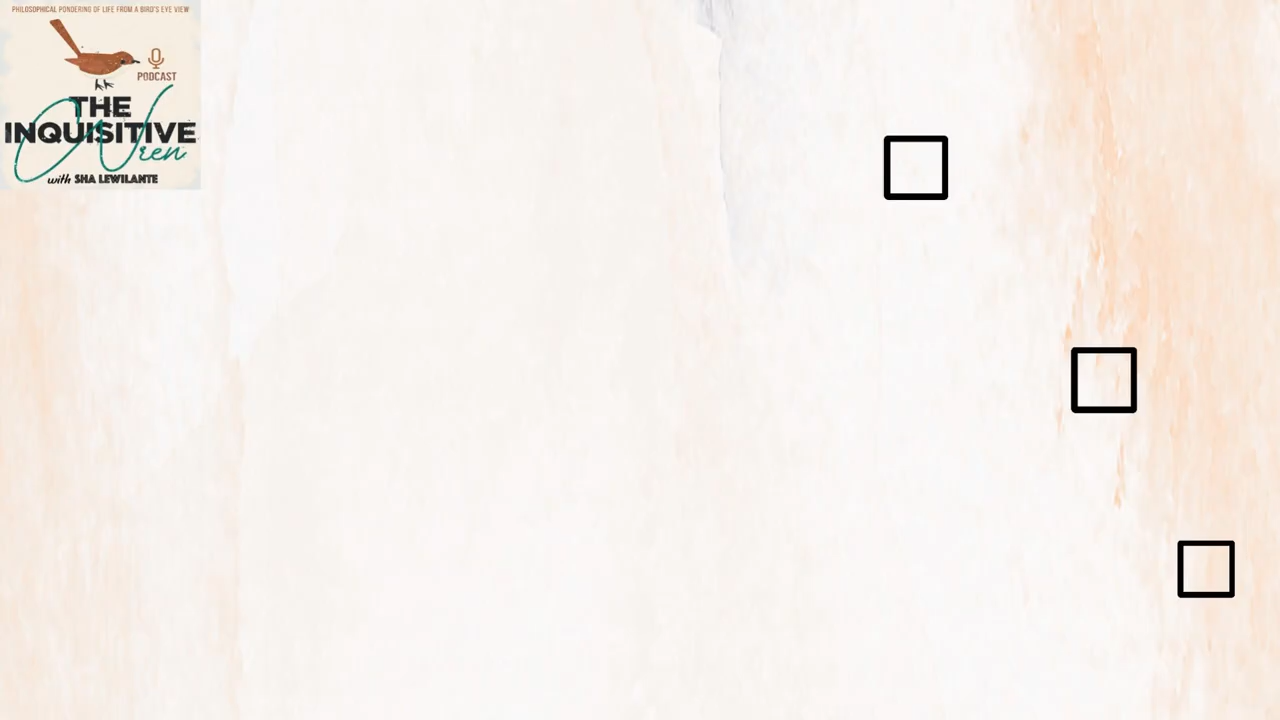 PHILOSOPHICAL PONDERING OF LIFE FROM A BIRD'S EYE VIEW
PODCAST
THE
INQUISITIVE
Wren
with SHA LEWILANTE